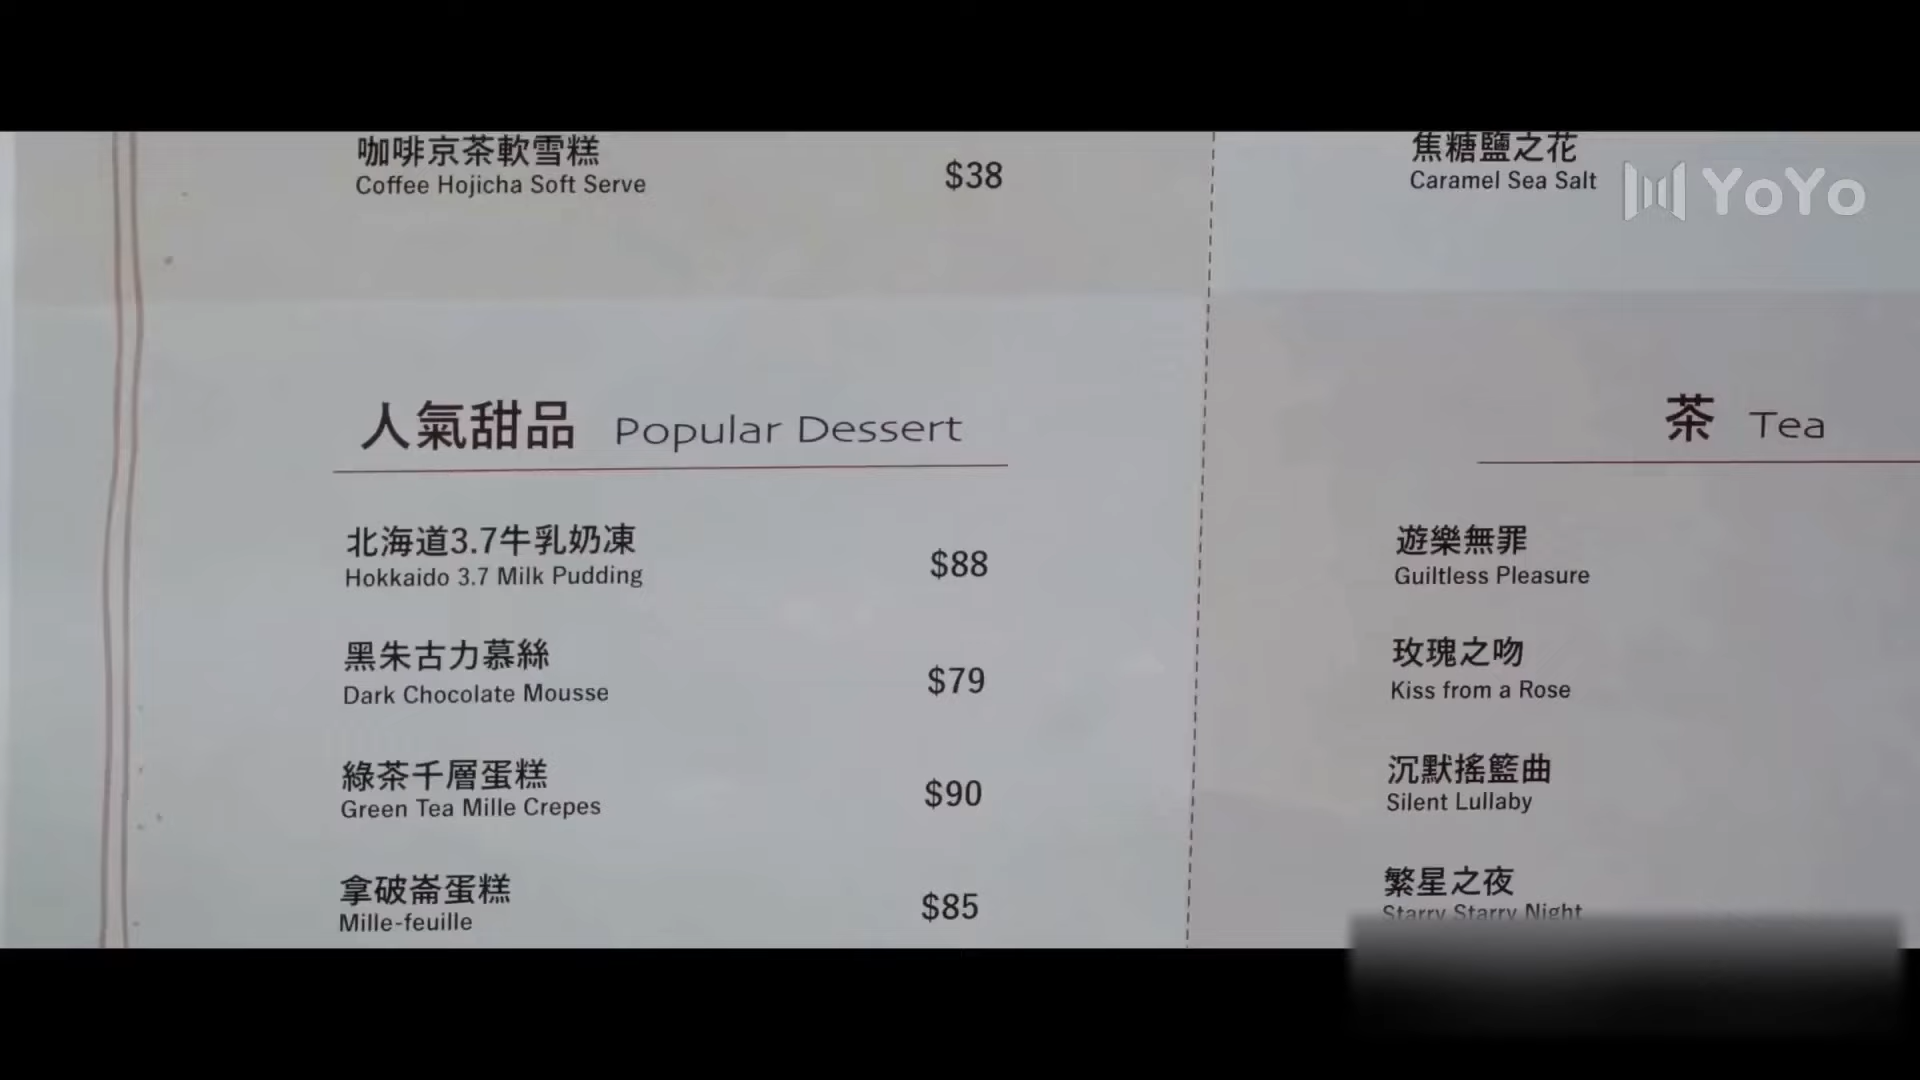 咖啡京茶軟雪糕
Coffee Hojicha Soft Serve
$38
焦糖鹽之花
Caramel Sea Salt
YoYo
人氣甜品 Popular Dessert
北海道3.7牛乳奶凍
Hokkaido 3.7 Milk Pudding
$88
黑朱古力慕絲
Dark Chocolate Mousse
$79
綠茶千層蛋糕
Green Tea Mille Crepes
$90
拿破崙蛋糕
Mille-feuille
$85
茶 Tea
遊樂無罪
Guiltless Pleasure
玫瑰之吻
Kiss from a Rose
沉默搖籃曲
Silent Lullaby
繁星之夜
Starry Starry Night